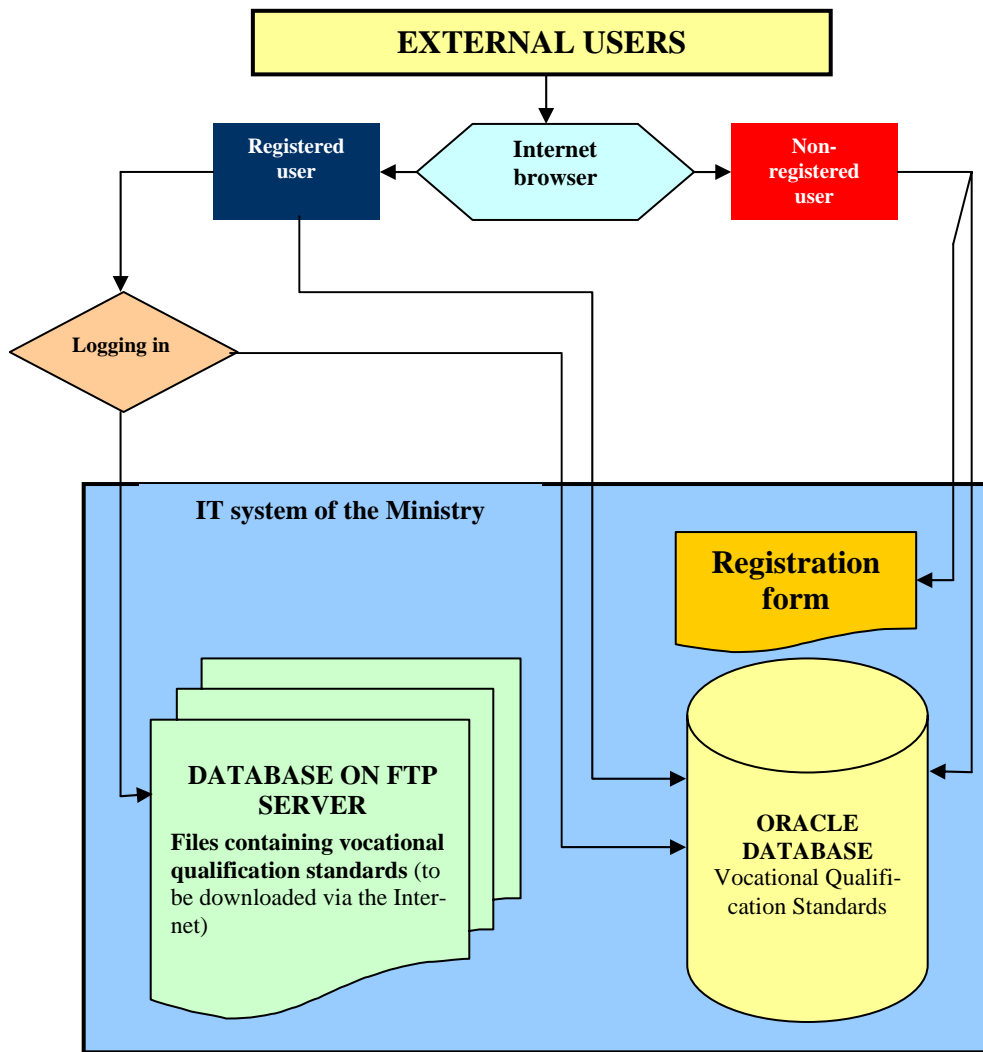 EXTERNAL USERS
Registered
user
Internet
browser
Non-
registered
user
Logging in
IT system of the Ministry
Registration
form
DATABASE ON FTP
SERVER
Files containing vocational
qualification standards (to
be downloaded via the Inter-
net)
ORACLE
DATABASE
Vocational Qualifi-
cation Standards